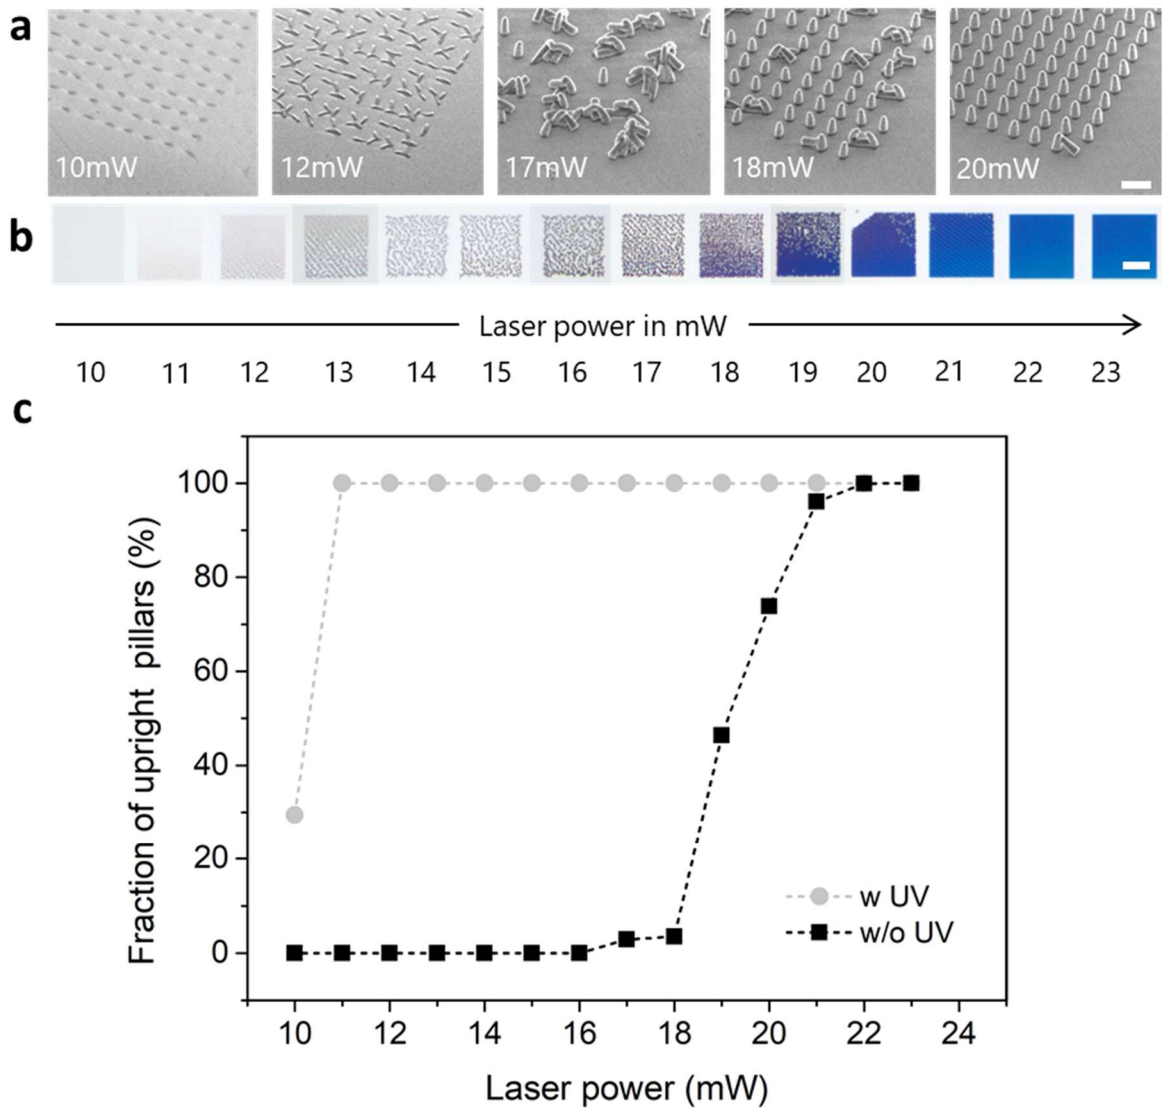 a
10mW 12mW 17mW 18mW 20mW
b
Laser power in mW
10 11 12 13 14 15 16 17 18 19 20 21 22 23
c
100
80
60
40
20
0
Fraction of upright pillars (%)
w UV
w/o UV
10 12 14 16 18 20 22 24
Laser power (mW)